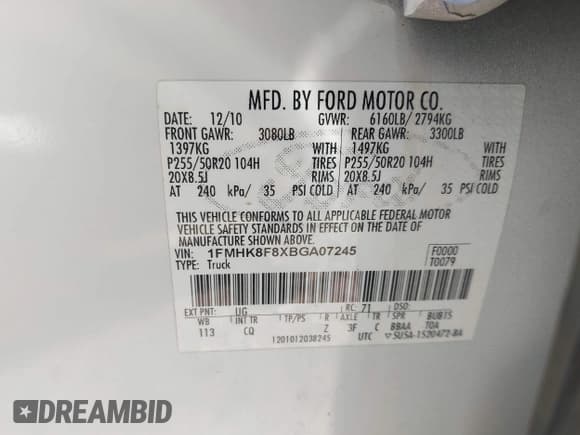 MFD. BY FORD MOTOR CO.
DATE: 12/10 GVWR: 6160LB/ 2794KG
FRONT GAWR: 3080LB REAR GAWR: 3300LB
1397KG WITH 1497KG WITH
P255/50R20 104H TIRES P255/50R20 104H TIRES
20X8.5J RIMS 20X8.5J RIMS
AT 240 kPa/ 35 PSI COLD AT 240 kPa/ 35 PSI COLD
THIS VEHICLE CONFORMS TO ALL APPLICABLE FEDERAL MOTOR
VEHICLE SAFETY STANDARDS IN EFFECT ON THE DATE OF
MANUFACTURE SHOWN ABOVE.
VIN: 1FMHK8F8XBGA07245 F0000
TYPE: Truck T0079
EXT PNT: UG RC: 71 DSO:
WB INT TR TP/PS R AXLE TR SPR BUB15
113 CQ Z 3F C BBAA TOA
1201012038245 UTC 5U5A-1520472-BA
DREAMBID